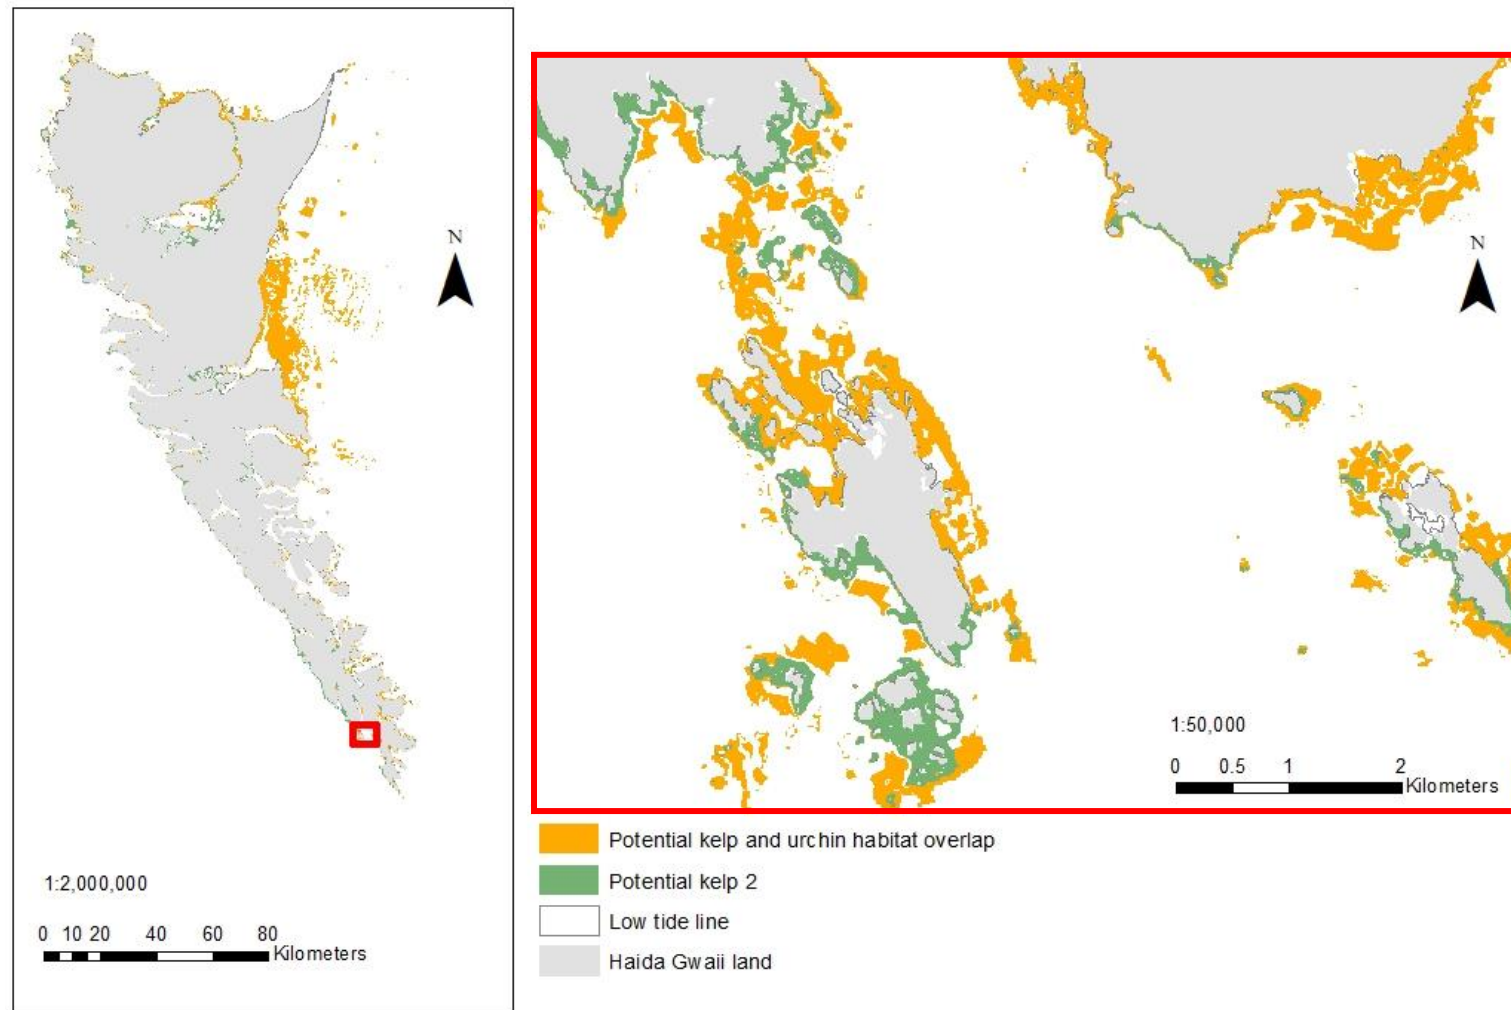 N
1:2,000,000
0 10 20 40 60 80
Kilometers
N
1:50,000
0 0.5 1 2
Kilometers
Potential kelp and urchin habitat overlap
Potential kelp 2
Low tide line
Haida Gwaii land